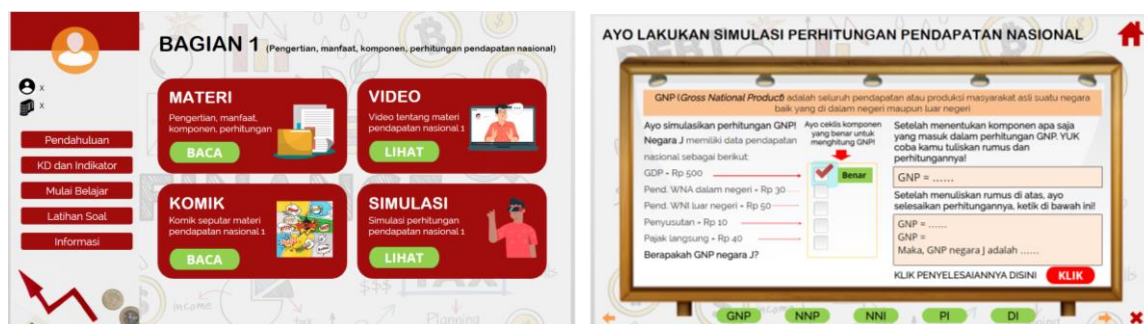 BAGIAN 1 (Pengertian, manfaat, komponen, perhitungan pendapatan nasional)
x
x
Pendahuluan
KD dan Indikator
Mulai Belajar
Latihan Soal
Informasi
MATERI
Pengertian, manfaat,
komponen, perhitungan
BACA
VIDEO
Video tentang materi
pendapatan nasional 1
LIHAT
KOMIK
Komik seputar materi
pendapatan nasional 1
BACA
SIMULASI
Simulasi perhitungan
pendapatan nasional 1
LIHAT
FINANCE
income
tax
Planning
$$$
TAX
AYO LAKUKAN SIMULASI PERHITUNGAN PENDAPATAN NASIONAL
DEBT
GNP (Gross National Product) adalah seluruh pendapatan atau produksi masyarakat asli suatu negara
baik yang di dalam negeri maupun luar negeri
Ayo simulasikan perhitungan GNP!
Negara J memiliki data pendapatan
nasional sebagai berikut:
GDP = Rp 500
Pend. WNA dalam negeri = Rp 30
Pend. WNI luar negeri = Rp 50
Penyusutan = Rp 10
Pajak langsung = Rp 40
Berapakah GNP negara J?
Ayo ceklis komponen
yang benar untuk
menghitung GNP!
Benar
Setelah menentukan komponen apa saja
yang masuk dalam perhitungan GNP. YUK
coba kamu tuliskan rumus dan
perhitungannya!
GNP = ......
Setelah menuliskan rumus di atas, ayo
selesaikan perhitungannya, ketik di bawah ini!
GNP = ......
GNP =
Maka, GNP negara J adalah ......
KLIK PENYELESAIANNYA DISINI KLIK
GNP NNP NNI PI DI